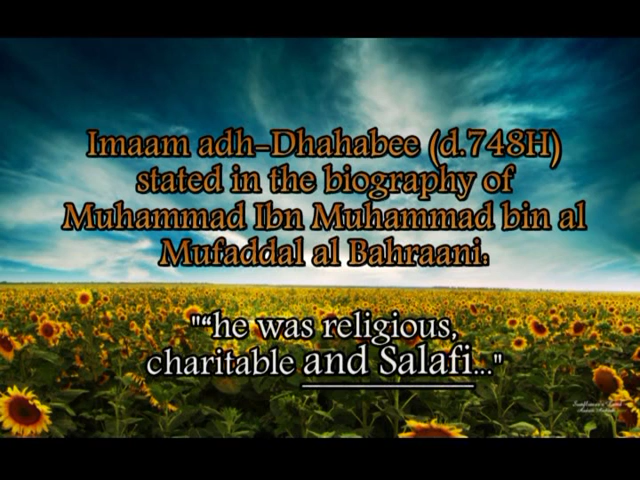 Imaam adh-Dhahabee (d.748H)
stated in the biography of
Muhammad Ibn Muhammad bin al
Mufaddal al Bahraani:
"“he was religious,
charitable and Salafi..."